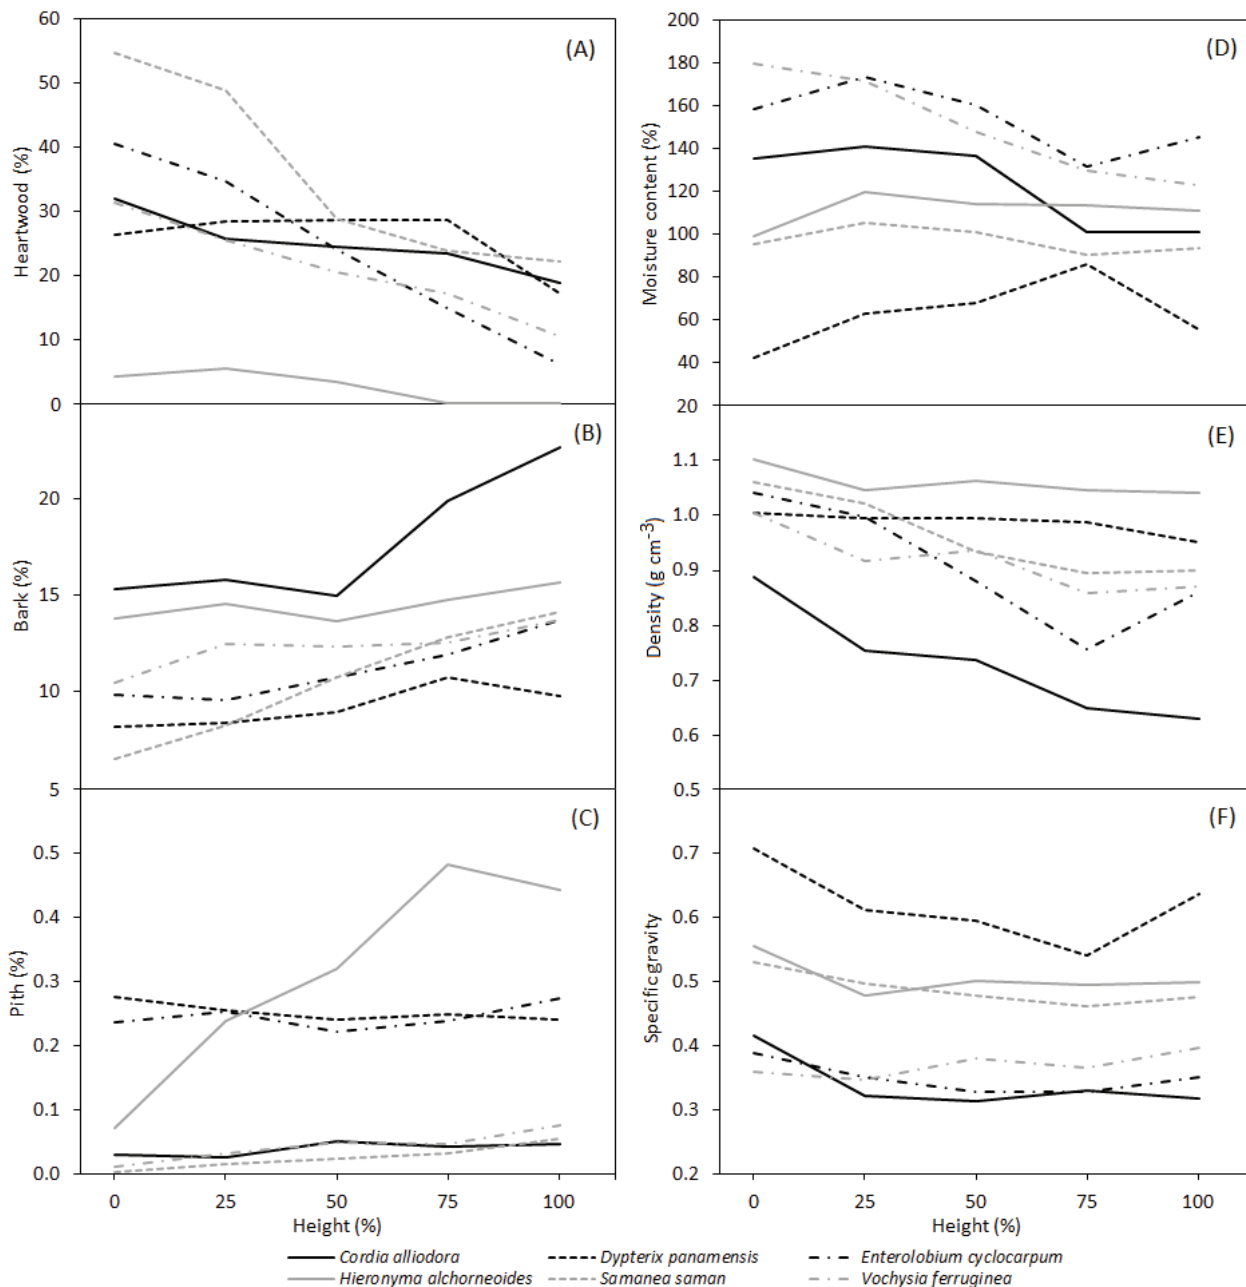 60
50
40
30
20
10
0
Heartwood (%)
(A)
200
180
160
140
120
100
80
60
40
20
Moisture content (%)
(D)
20
15
10
5
Bark (%)
(B)
1.1
1.0
0.9
0.8
0.7
0.6
0.5
Density (g cm⁻³)
(E)
0.5
0.4
0.3
0.2
0.1
0.0
Pith (%)
(C)
0 25 50 75 100
Height (%)
0.7
0.6
0.5
0.4
0.3
0.2
Specificgravity
(F)
0 25 50 75 100
Height (%)
Cordia alliodora Dypterix panamensis Enterolobium cyclocarpum
Hieronyma alchorneoides Samanea saman Vochysia ferruginea